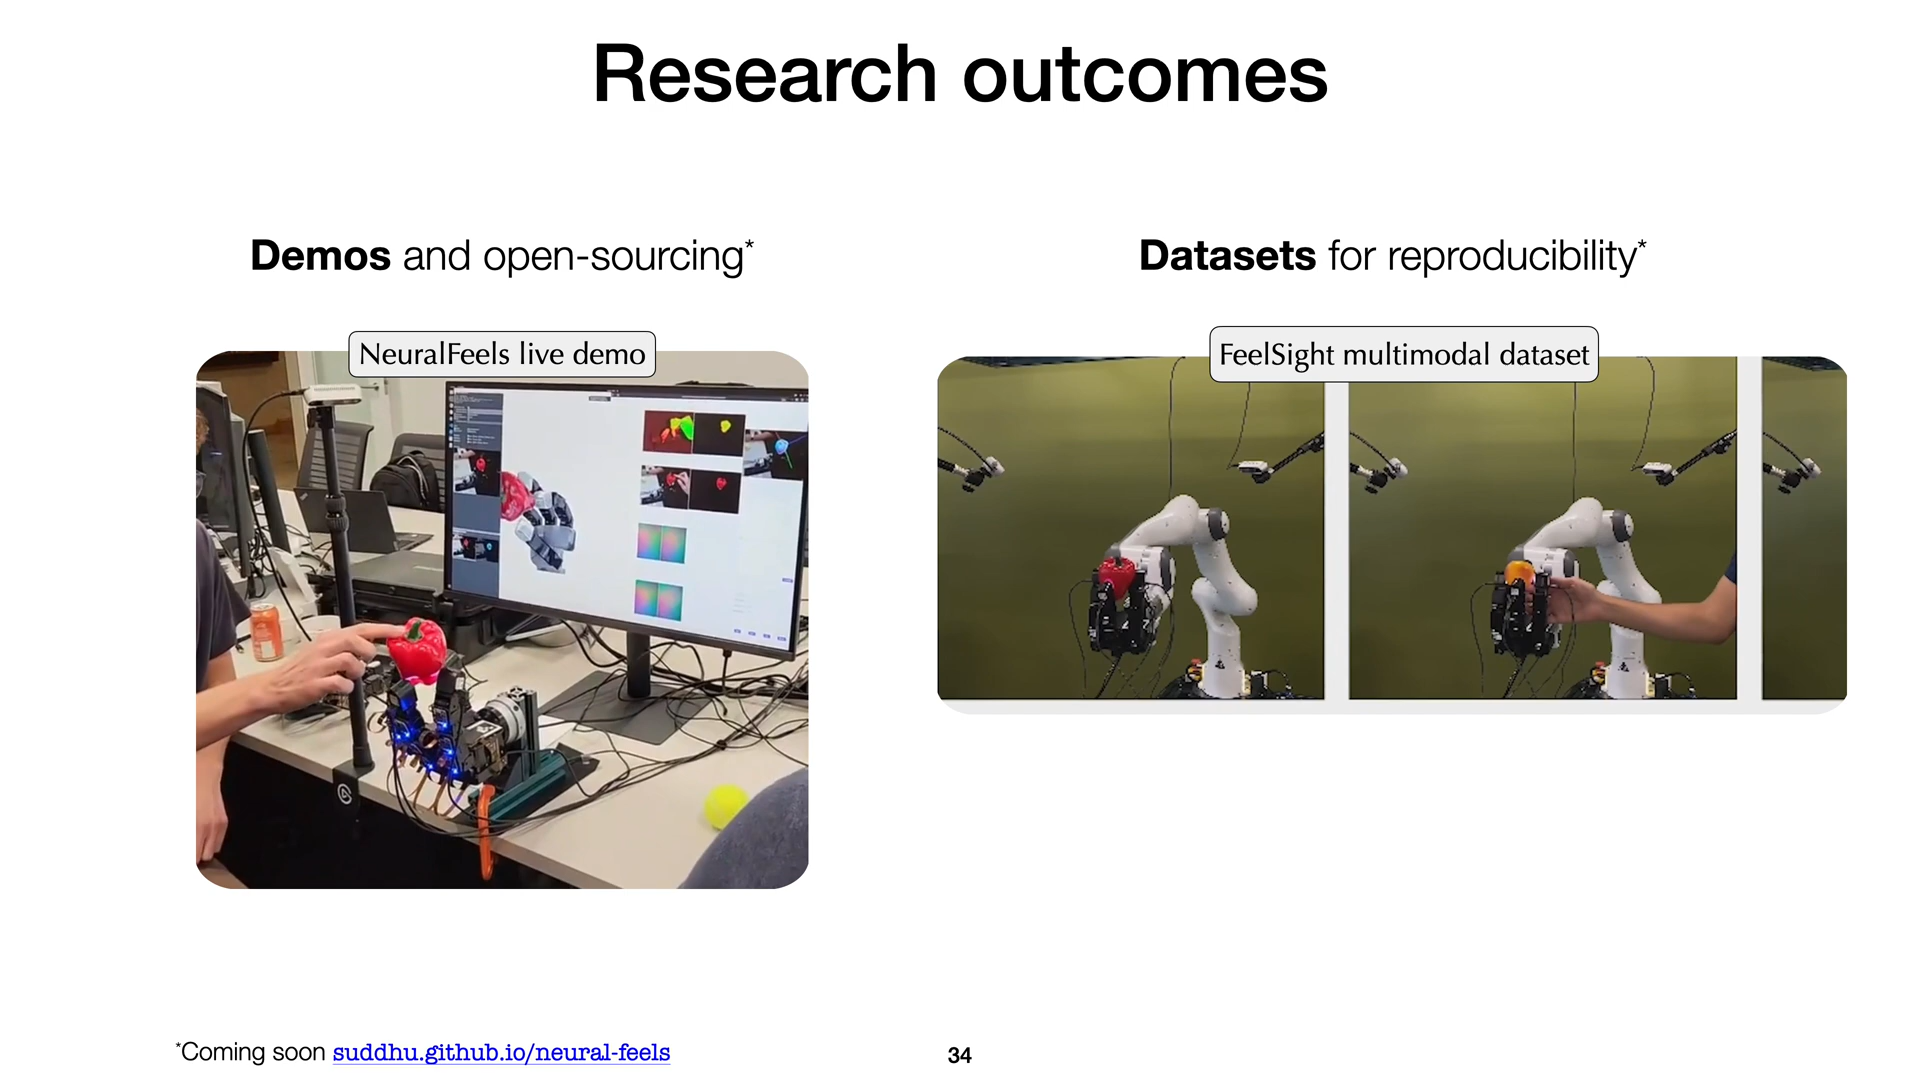 Research outcomes
Demos and open-sourcing*
Datasets for reproducibility*
NeuralFeels live demo
FeelSight multimodal dataset
*Coming soon suddhu.github.io/neural-feels
34